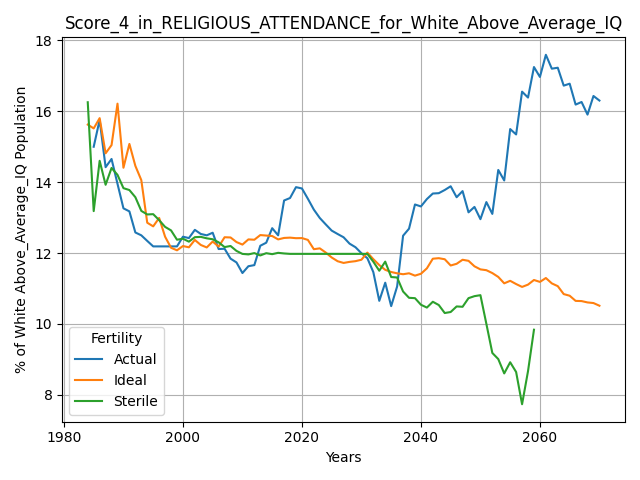 Score_4_in_RELIGIOUS_ATTENDANCE_for_White_Above_Average_IQ
% of White Above_Average_IQ Population
18
16
14
12
10
8
Fertility
Actual
Ideal
Sterile
1980
2000
2020
2040
2060
Years